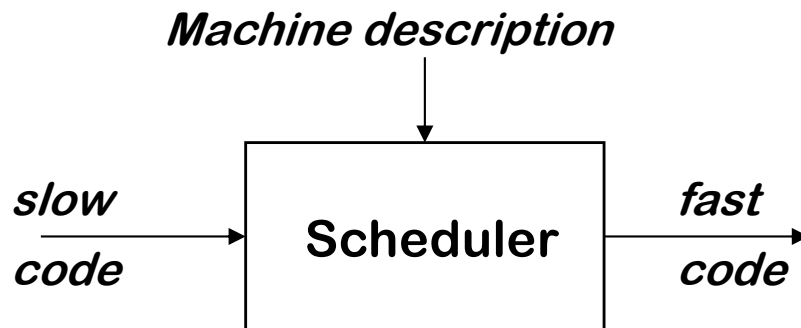 Machine description
slow
code
Scheduler
fast
code